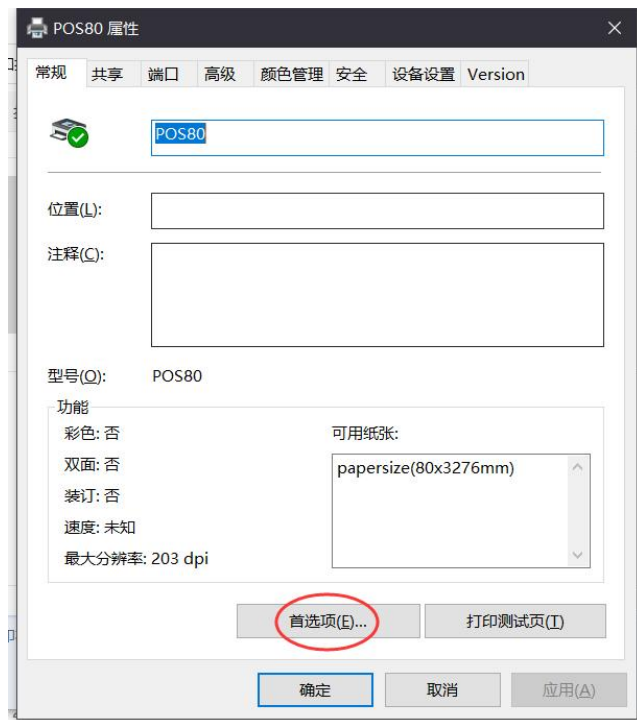 POS80 属性
常规 共享 端口 高级 颜色管理 安全 设备设置 Version
POS80
位置(L):
注释(C):
型号(O): POS80
功能
彩色: 否
双面: 否
装订: 否
速度: 未知
最大分辨率: 203 dpi
可用纸张:
papersize(80x3276mm)
首选项(E)... 打印测试页(T)
确定 取消 应用(A)